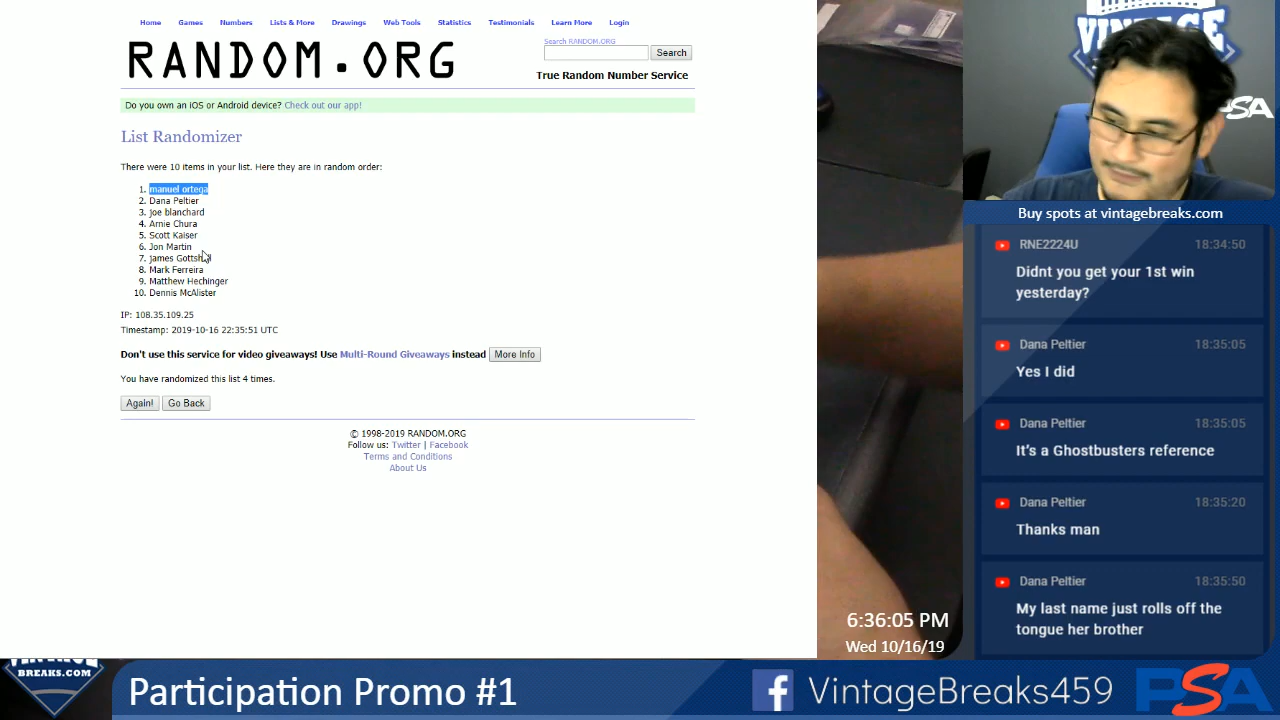 Home Games Numbers Lists & More Drawings Web Tools Statistics Testimonials Learn More Login
RANDOM.ORG
Search RANDOM.ORG
Search
True Random Number Service
Do you own an iOS or Android device? Check out our app!
List Randomizer
There were 10 items in your list. Here they are in random order:
1. manuel ortega
2. Dana Peltier
3. joe blanchard
4. Arnie Chura
5. Scott Kaiser
6. Jon Martin
7. james
8. Mark Ferreira
9. Matthew Hechinger
10. Dennis McAlister
IP: 108.35.109.25
Timestamp: 2019-10-16 22:35:51 UTC
Don't use this service for video giveaways! Use Multi-Round Giveaways instead More Info
You have randomized this list 4 times.
Again! Go Back
© 1998-2019 RANDOM.ORG
Follow us: Twitter | Facebook
Terms and Conditions
About Us
VINTAGE
PSA
Buy spots at vintagebreaks.com
RNE2224U 18:34:50
Didnt you get your 1st win
yesterday?
Dana Peltier 18:35:05
Yes I did
Dana Peltier 18:35:05
It's a Ghostbusters reference
Dana Peltier 18:35:20
Thanks man
Dana Peltier 18:35:50
My last name just rolls off the
tongue her brother
6:36:05 PM
Wed 10/16/19
VINTAGE
BREAKS.COM
Participation Promo #1
f VintageBreaks459
PSA